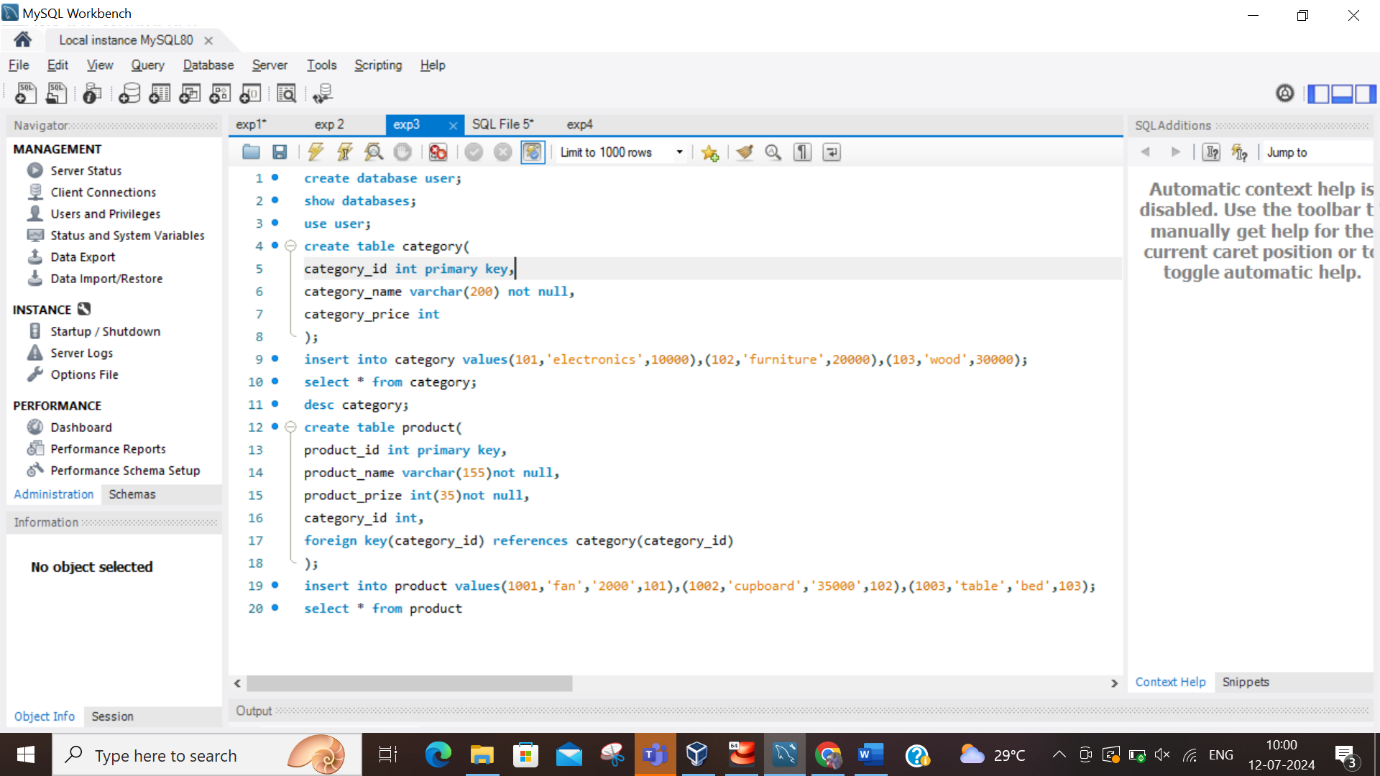 MySQL Workbench
Local instance MySQL80
File Edit View Query Database Server Tools Scripting Help
Navigator
MANAGEMENT
Server Status
Client Connections
Users and Privileges
Status and System Variables
Data Export
Data Import/Restore
INSTANCE
Startup / Shutdown
Server Logs
Options File
PERFORMANCE
Dashboard
Performance Reports
Performance Schema Setup
Administration Schemas
Information
No object selected
Object Info Session
exp1* exp 2 exp3 SQL File 5* exp4
Limit to 1000 rows
1 create database user;
2 show databases;
3 use user;
4 create table category(
5 category_id int primary key,
6 category_name varchar(200) not null,
7 category_price int
8 );
9 insert into category values(101,'electronics',10000),(102,'furniture',20000),(103,'wood',30000);
10 select * from category;
11 desc category;
12 create table product(
13 product_id int primary key,
14 product_name varchar(155)not null,
15 product_prize int(35)not null,
16 category_id int,
17 foreign key(category_id) references category(category_id)
18 );
19 insert into product values(1001,'fan','2000',101),(1002,'cupboard','35000',102),(1003,'table','bed',103);
20 select * from product
Output
SQLAdditions
Jump to
Automatic context help is
disabled. Use the toolbar t
manually get help for the
current caret position or to
toggle automatic help.
Context Help Snippets
Type here to search
64
29°C
ENG
10:00
12-07-2024
3